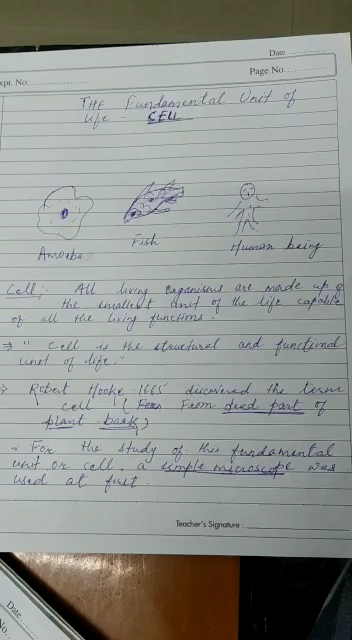 Date
Expt. No.
Page No.
THE Fundamental Unit of
life - CELL
Amoeba
Fish
Human being
Cell:- All living organisms are made up of
the smallest unit of the life capable
of all the living functions.
⇒ "Cell is the structural and functional
unit of life."
⇒ Robert Hooke 1665 discovered the term
cell (From dead part of
plant bark)
- For the study of this fundamental
unit or cell, a simple microscope was
used at first.
Teacher's Signature :
Date
No.